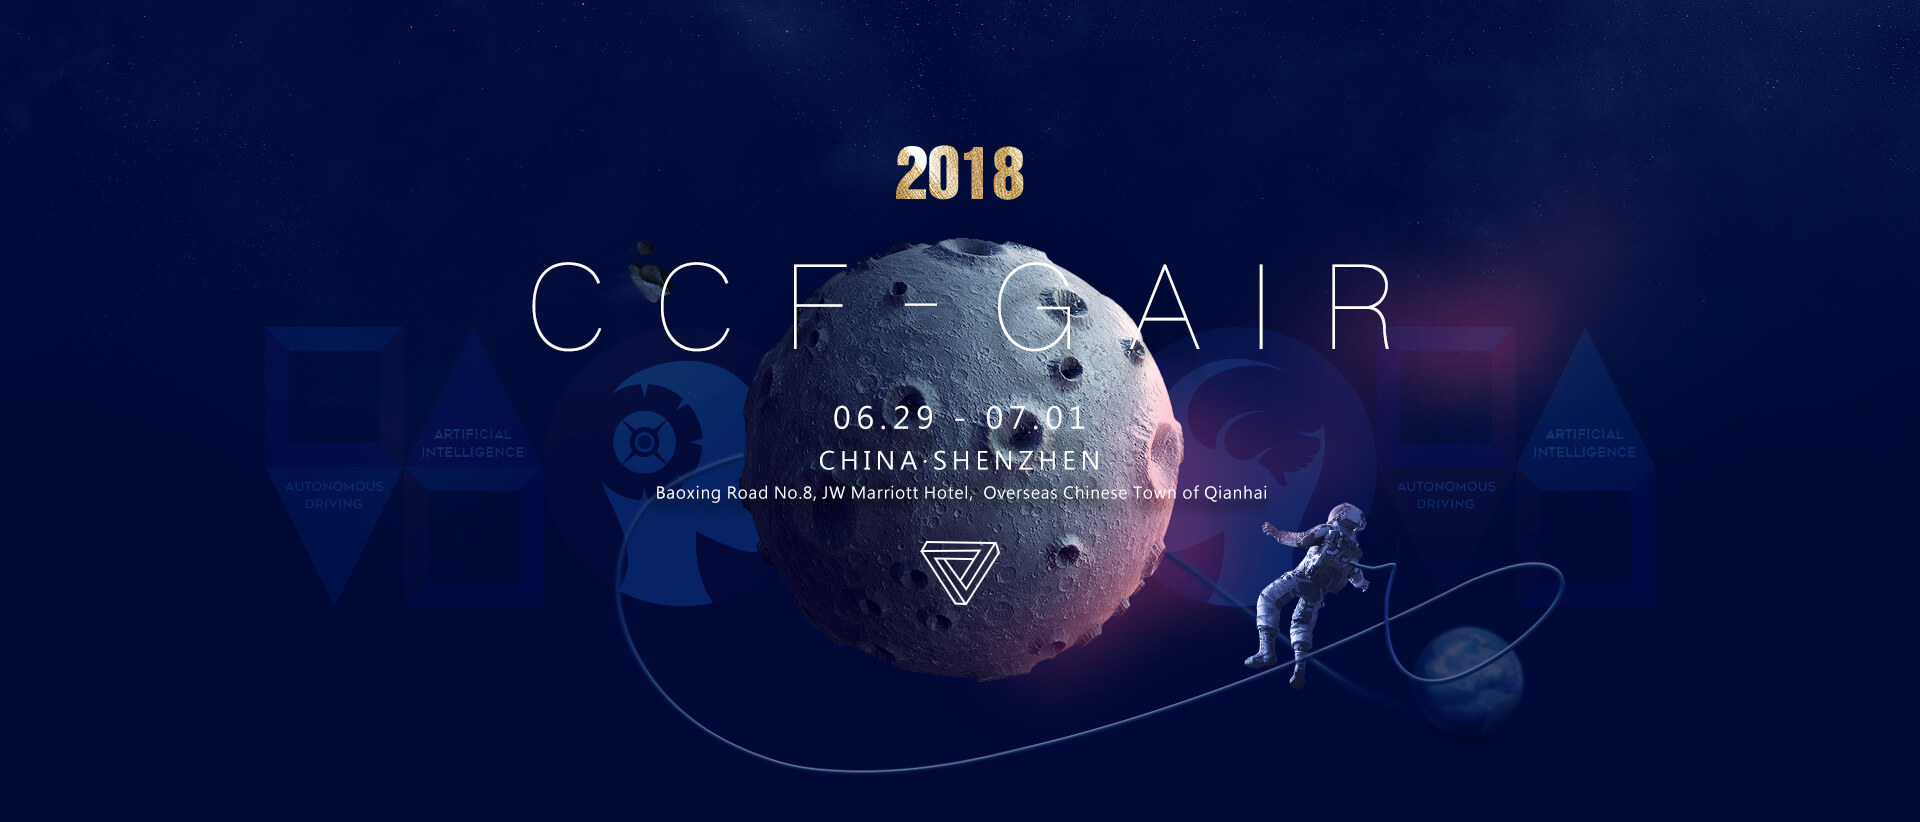 2018
CCF-GAIR
06.29 - 07.01
CHINA·SHENZHEN
Baoxing Road No.8, JW Marriott Hotel, Overseas Chinese Town of Qianhai
ARTIFICIAL
INTELLIGENCE
AUTONOMOUS
DRIVING
ARTIFICIAL
INTELLIGENCE
AUTONOMOUS
DRIVING